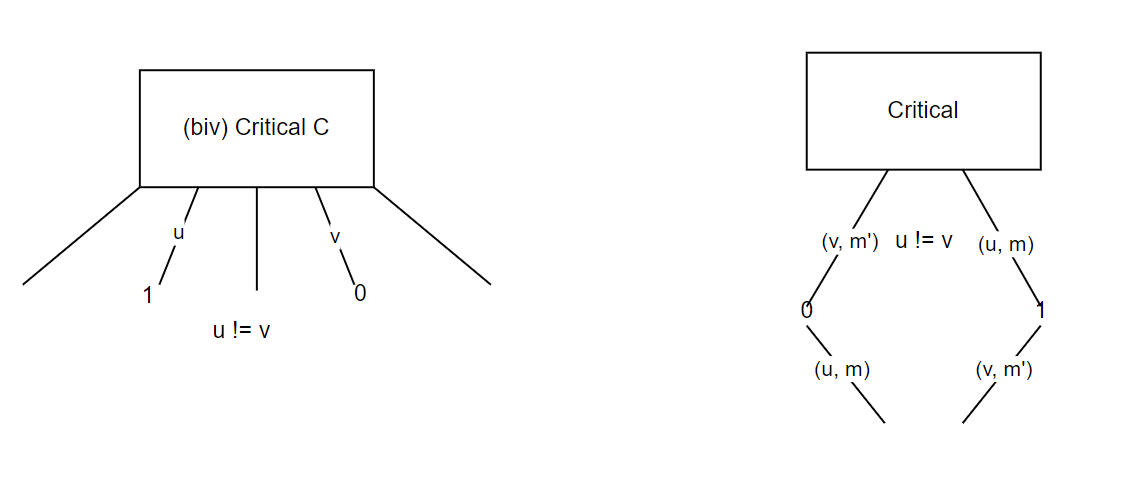 (biv) Critical C
u
v
1
0
u != v
Critical
(v, m')
u != v
(u, m)
0
1
(u, m)
(v, m')